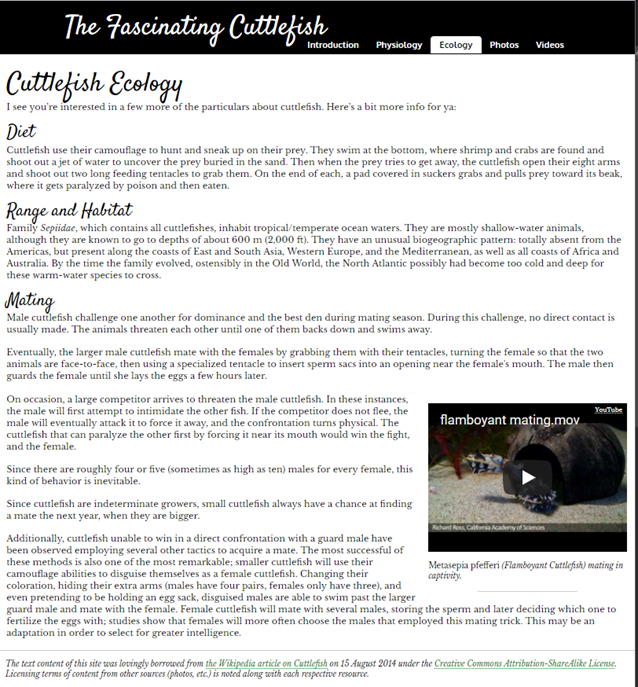 The Fascinating Cuttlefish
Introduction Physiology Ecology Photos Videos
Cuttlefish Ecology
I see you're interested in a few more of the particulars about cuttlefish. Here's a bit more info for ya:
Diet
Cuttlefish use their camouflage to hunt and sneak up on their prey. They swim at the bottom, where shrimp and crabs are found and
shoot out a jet of water to uncover the prey buried in the sand. Then when the prey tries to get away, the cuttlefish open their eight arms
and shoot out two long feeding tentacles to grab them. On the end of each, a pad covered in suckers grabs and pulls prey toward its beak,
where it gets paralyzed by poison and then eaten.
Range and Habitat
Family Sepiidae, which contains all cuttlefishes, inhabit tropical/temperate ocean waters. They are mostly shallow-water animals,
although they are known to go to depths of about 600 m (2,000 ft). They have an unusual biogeographic pattern: totally absent from the
Americas, but present along the coasts of East and South Asia, Western Europe, and the Mediterranean, as well as all coasts of Africa and
Australia. By the time the family evolved, ostensibly in the Old World, the North Atlantic possibly had become too cold and deep for
these warm-water species to cross.
Mating
Male cuttlefish challenge one another for dominance and the best den during mating season. During this challenge, no direct contact is
usually made. The animals threaten each other until one of them backs down and swims away.
Eventually, the larger male cuttlefish mate with the females by grabbing them with their tentacles, turning the female so that the two
animals are face-to-face, then using a specialized tentacle to insert sperm sacs into an opening near the female's mouth. The male then
guards the female until she lays the eggs a few hours later.
On occasion, a large competitor arrives to threaten the male cuttlefish. In these instances,
the male will first attempt to intimidate the other fish. If the competitor does not flee, the
male will eventually attack it to force it away, and the confrontation turns physical. The
cuttlefish that can paralyze the other first by forcing it near its mouth would win the fight,
and the female.
Since there are roughly four or five (sometimes as high as ten) males for every female, this
kind of behavior is inevitable.
Since cuttlefish are indeterminate growers, small cuttlefish always have a chance at finding
a mate the next year, when they are bigger.
Additionally, cuttlefish unable to win in a direct confrontation with a guard male have
been observed employing several other tactics to acquire a mate. The most successful of
these methods is also one of the most remarkable; smaller cuttlefish will use their
camouflage abilities to disguise themselves as a female cuttlefish. Changing their
coloration, hiding their extra arms (males have four pairs, females only have three), and
even pretending to be holding an egg sack, disguised males are able to swim past the larger
guard male and mate with the female. Female cuttlefish will mate with several males, storing the sperm and later deciding which one to
fertilize the eggs with; studies show that females will more often choose the males that employed this mating trick. This may be an
adaptation in order to select for greater intelligence.
YouTube
flamboyant mating.mov
Richard Ross, California Academy of Sciences
Metasepia pfefferi (Flamboyant Cuttlefish) mating in
captivity.
The text content of this site was lovingly borrowed from the Wikipedia article on Cuttlefish on 15 August 2014 under the Creative Commons Attribution-ShareAlike License.
Licensing terms of content from other sources (photos, etc.) is noted along with each respective resource.